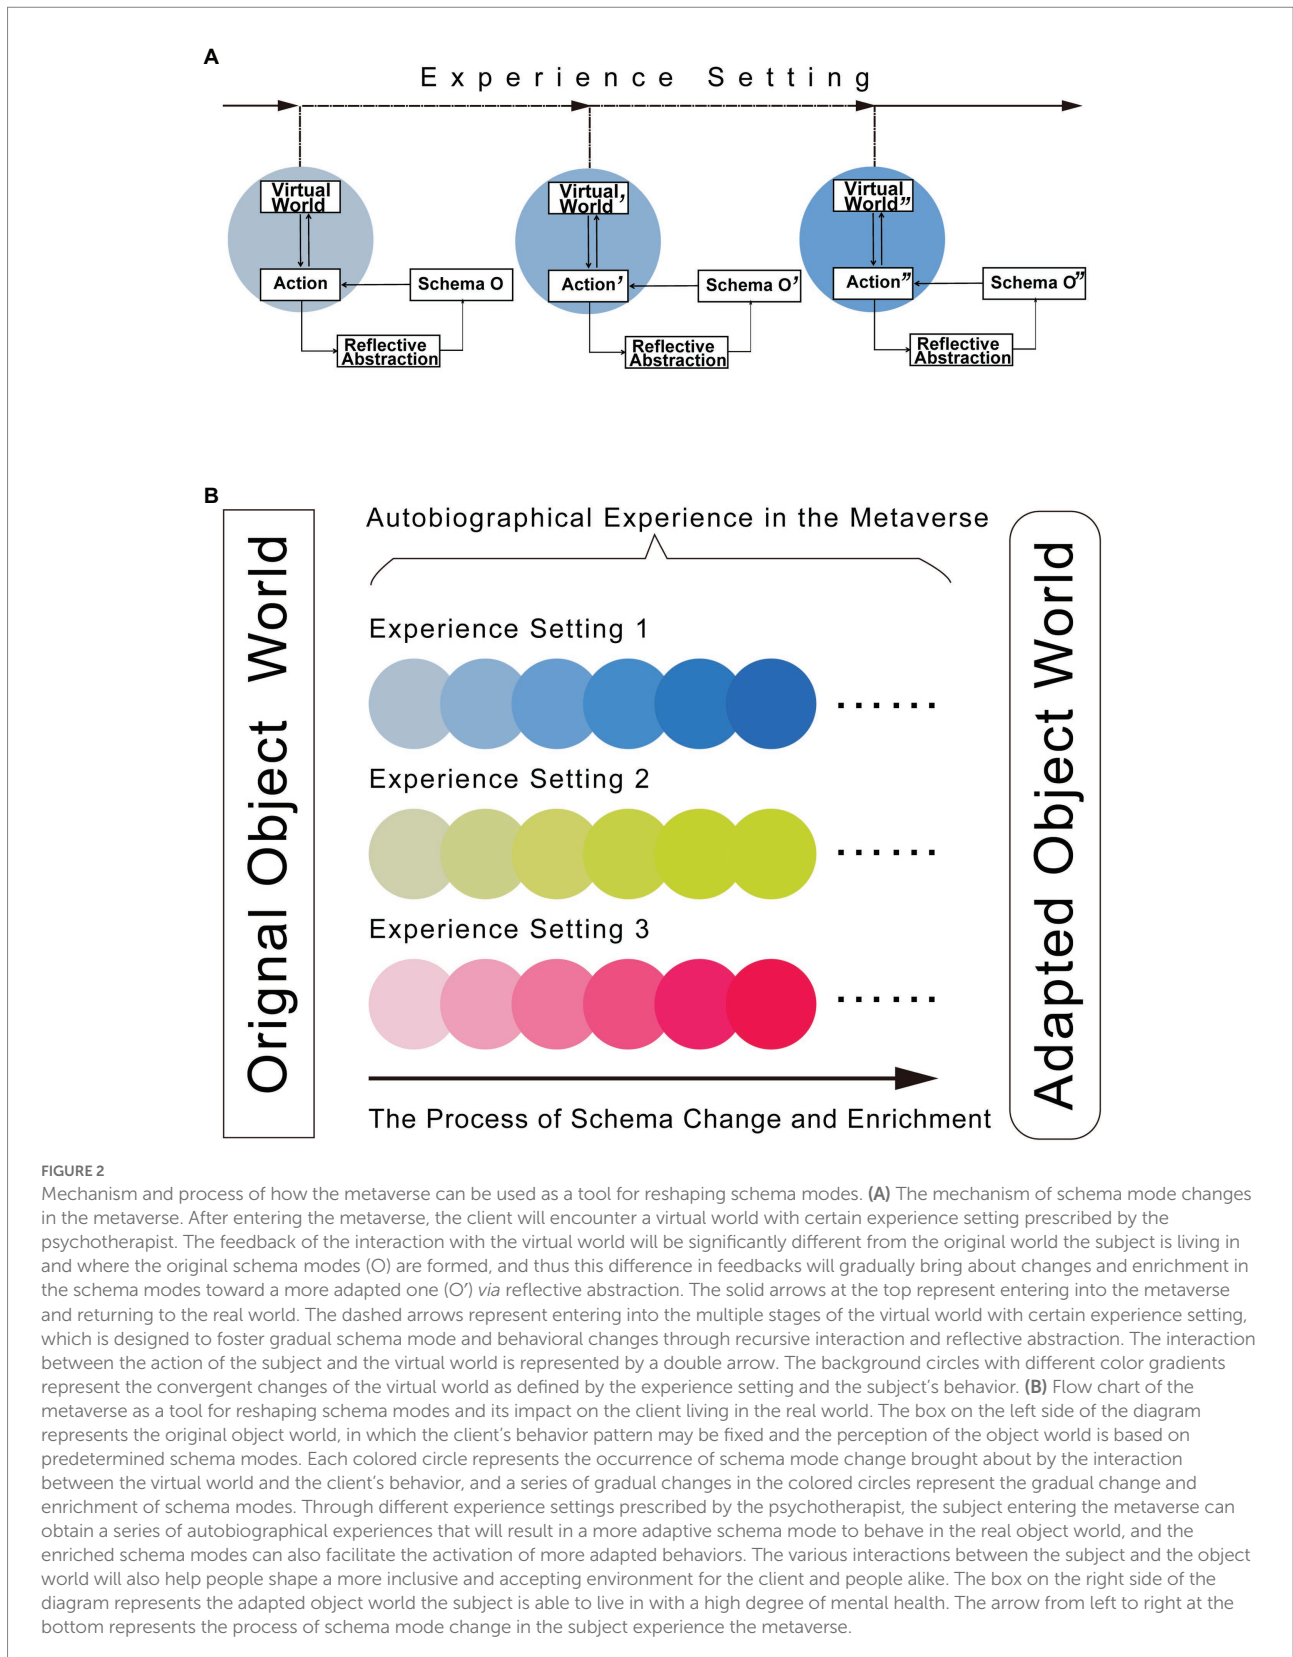 A
Experience Setting
Virtual
World
Action
Schema O
Reflective
Abstraction
Virtual
World’
Action’
Schema O’
Reflective
Abstraction
Virtual
World”
Action”
Schema O”
Reflective
Abstraction
B
Orignal Object World
Autobiographical Experience in the Metaverse
Experience Setting 1
......
Experience Setting 2
......
Experience Setting 3
......
The Process of Schema Change and Enrichment
Adapted Object World
FIGURE 2
Mechanism and process of how the metaverse can be used as a tool for reshaping schema modes. (A) The mechanism of schema mode changes
in the metaverse. After entering the metaverse, the client will encounter a virtual world with certain experience setting prescribed by the
psychotherapist. The feedback of the interaction with the virtual world will be significantly different from the original world the subject is living in
and where the original schema modes (O) are formed, and thus this difference in feedbacks will gradually bring about changes and enrichment in
the schema modes toward a more adapted one (O′) via reflective abstraction. The solid arrows at the top represent entering into the metaverse
and returning to the real world. The dashed arrows represent entering into the multiple stages of the virtual world with certain experience setting,
which is designed to foster gradual schema mode and behavioral changes through recursive interaction and reflective abstraction. The interaction
between the action of the subject and the virtual world is represented by a double arrow. The background circles with different color gradients
represent the convergent changes of the virtual world as defined by the experience setting and the subject’s behavior. (B) Flow chart of the
metaverse as a tool for reshaping schema modes and its impact on the client living in the real world. The box on the left side of the diagram
represents the original object world, in which the client’s behavior pattern may be fixed and the perception of the object world is based on
predetermined schema modes. Each colored circle represents the occurrence of schema mode change brought about by the interaction
between the virtual world and the client’s behavior, and a series of gradual changes in the colored circles represent the gradual change and
enrichment of schema modes. Through different experience settings prescribed by the psychotherapist, the subject entering the metaverse can
obtain a series of autobiographical experiences that will result in a more adaptive schema mode to behave in the real object world, and the
enriched schema modes can also facilitate the activation of more adapted behaviors. The various interactions between the subject and the object
world will also help people shape a more inclusive and accepting environment for the client and people alike. The box on the right side of the
diagram represents the adapted object world the subject is able to live in with a high degree of mental health. The arrow from left to right at the
bottom represents the process of schema mode change in the subject experience the metaverse.